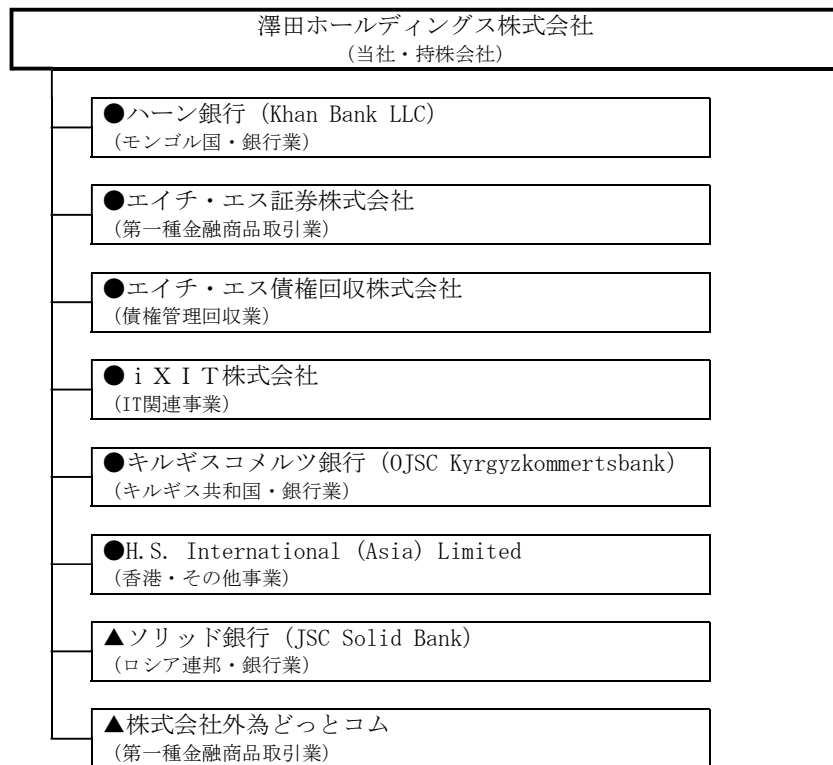 澤田ホールディングス株式会社
（当社・持株会社）
●ハーン銀行（Khan Bank LLC）
（モンゴル国・銀行業）
●エイチ・エス証券株式会社
（第一種金融商品取引業）
●エイチ・エス債権回収株式会社
（債権管理回収業）
●ｉＸＩＴ株式会社
（IT関連事業）
●キルギスコメルツ銀行（OJSC Kyrgyzkommertsbank）
（キルギス共和国・銀行業）
●H.S. International (Asia) Limited
（香港・その他事業）
▲ソリッド銀行（JSC Solid Bank）
（ロシア連邦・銀行業）
▲株式会社外為どっとコム
（第一種金融商品取引業）